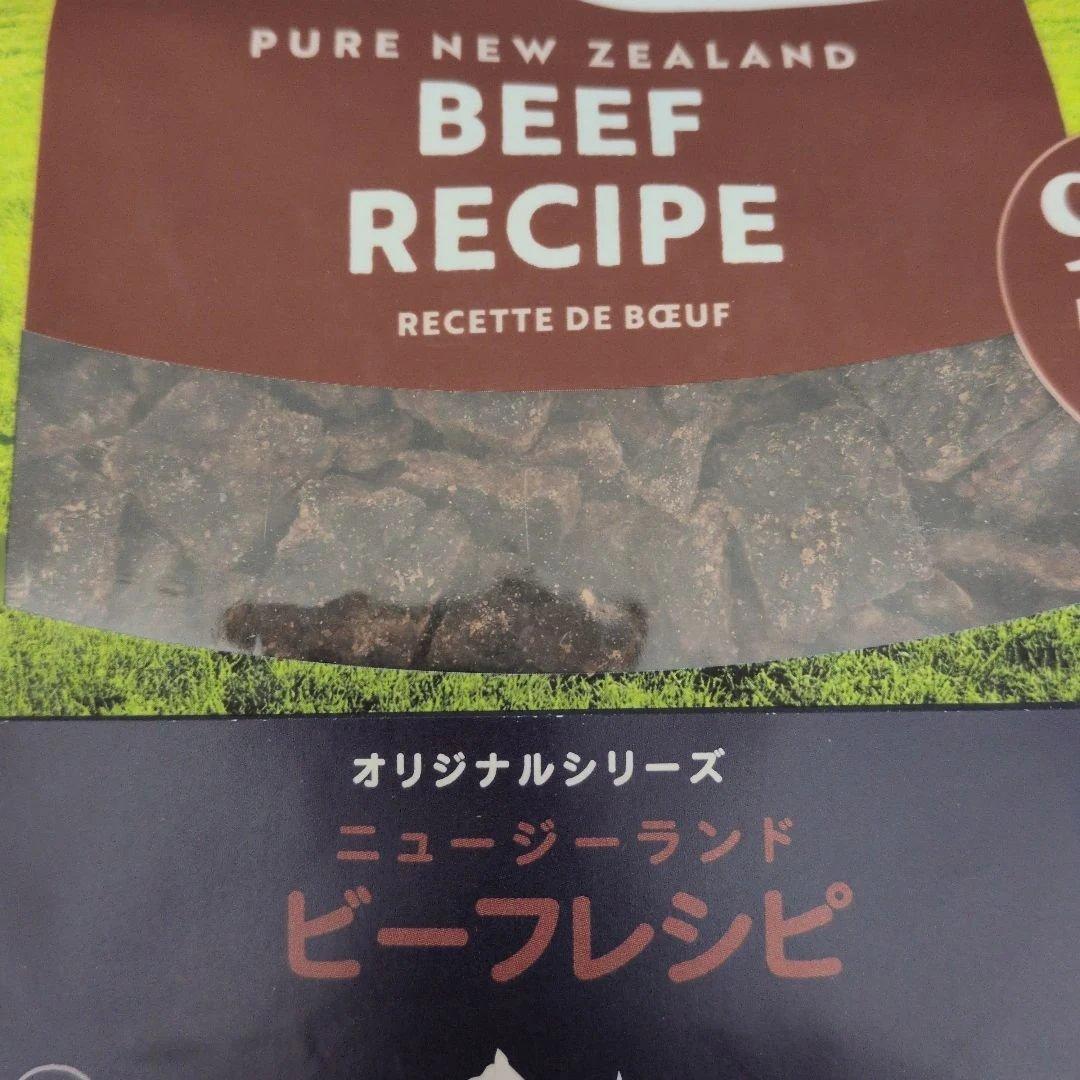 PURE NEW ZEALAND
BEEF
RECIPE
RECETTE DE BŒUF
オリジナルシリーズ
ニュージーランド
ビーフレシピ